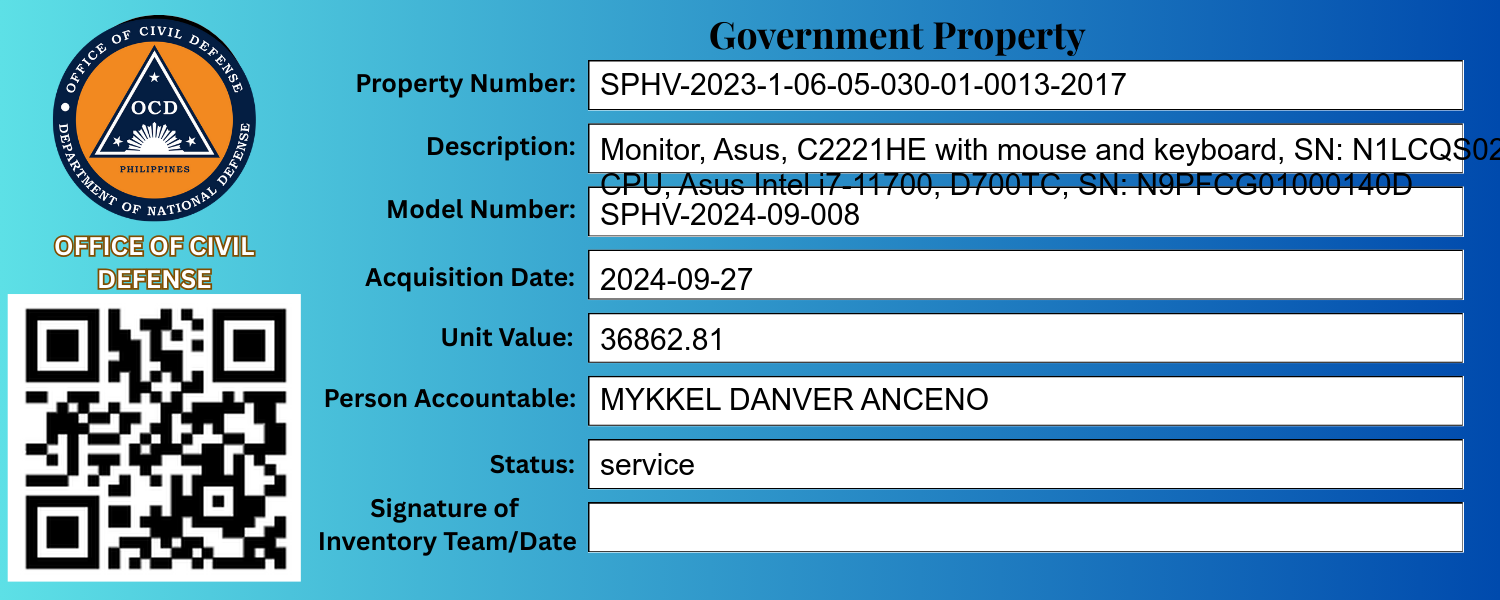 OFFICE OF CIVIL DEFENSE
DEPARTMENT OF NATIONAL DEFENSE
OCD
PHILIPPINES
OFFICE OF CIVIL
DEFENSE
Government Property
Property Number: SPHV-2023-1-06-05-030-01-0013-2017
Description: Monitor, Asus, C2221HE with mouse and keyboard, SN:
CPU, Asus Intel i7-11700, D700TC, SN: N9PFCG01000140D
Model Number: SPHV-2024-09-008
Acquisition Date: 2024-09-27
Unit Value: 36862.81
Person Accountable: MYKKEL DANVER ANCENO
Status: service
Signature of
Inventory Team/Date